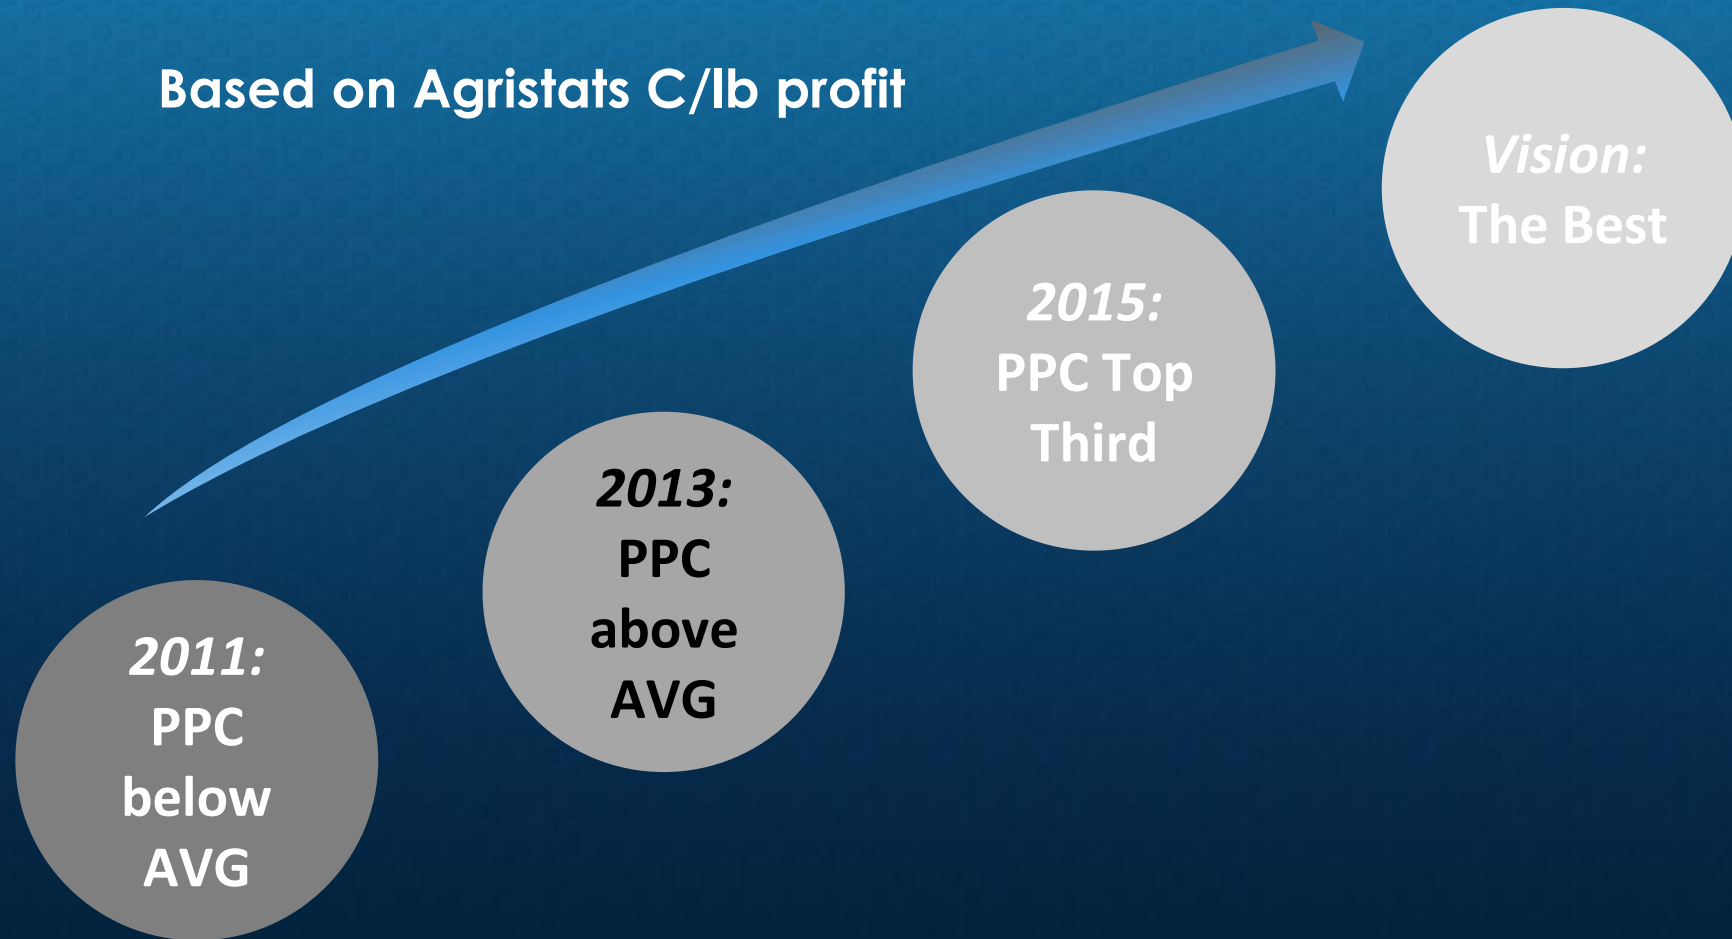 Based on Agristats C/lb profit
2011:
PPC
below
AVG
2013:
PPC
above
AVG
2015:
PPC Top
Third
Vision:
The Best